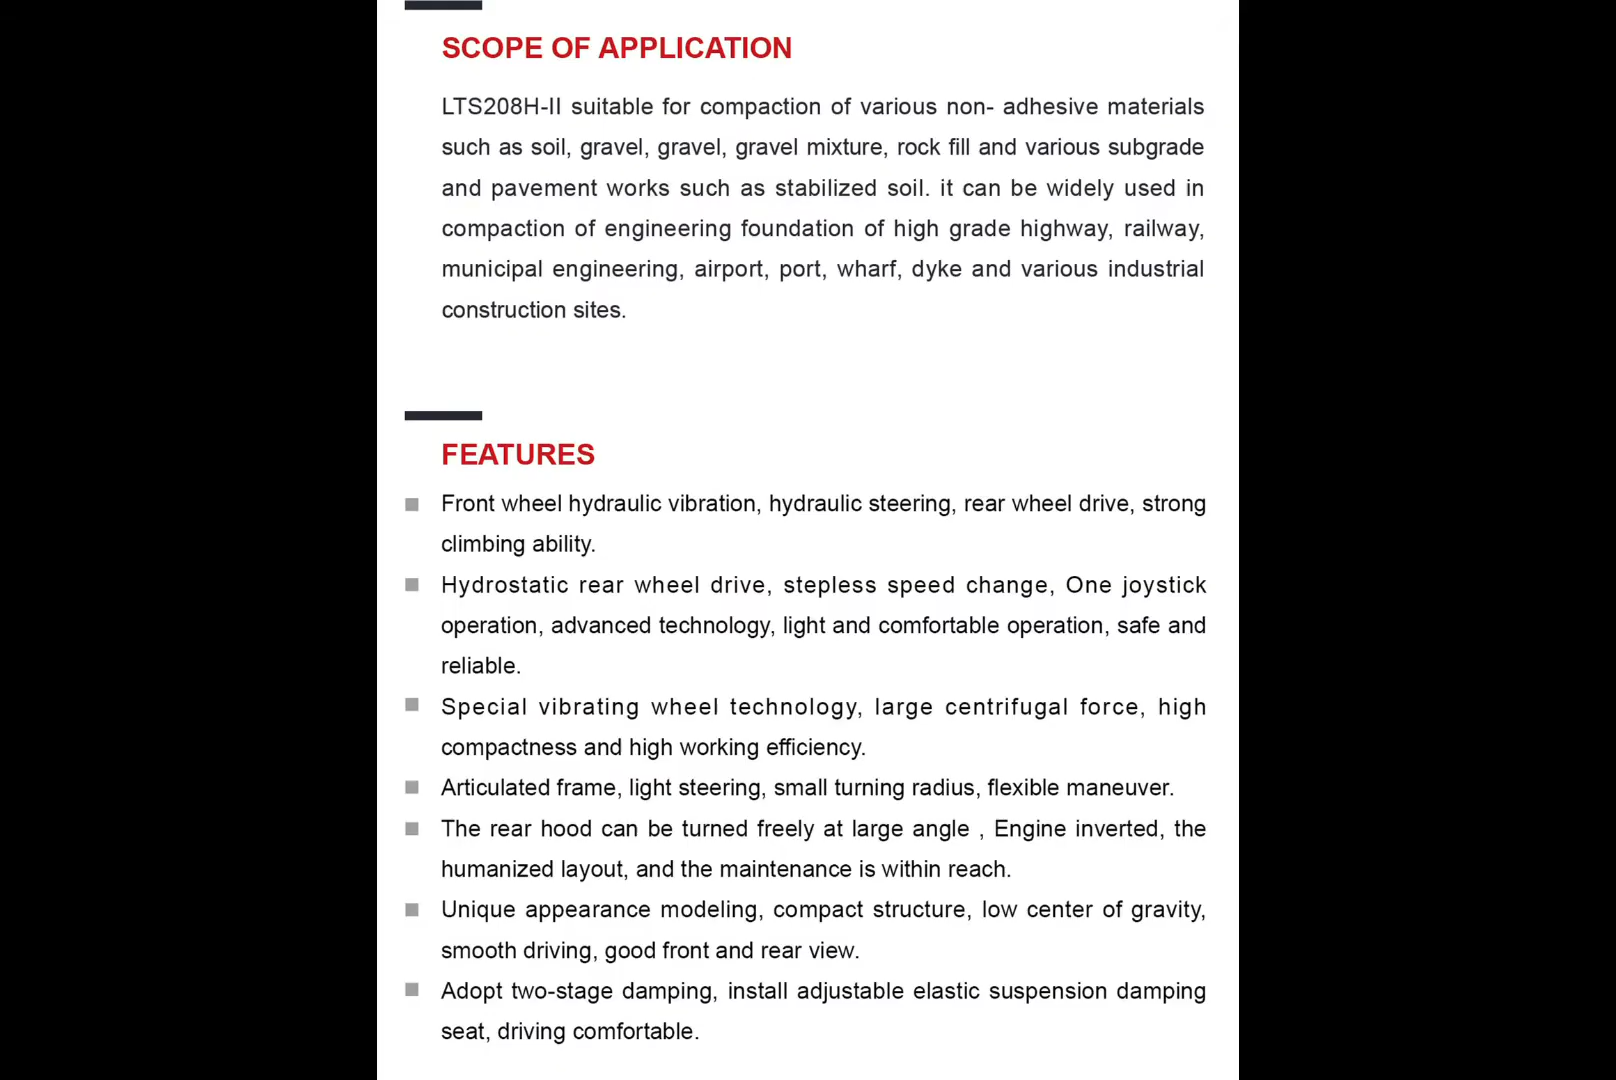 SCOPE OF APPLICATION
LTS208H-II suitable for compaction of various non- adhesive materials
such as soil, gravel, gravel, gravel mixture, rock fill and various subgrade
and pavement works such as stabilized soil. it can be widely used in
compaction of engineering foundation of high grade highway, railway,
municipal engineering, airport, port, wharf, dyke and various industrial
construction sites.
FEATURES
Front wheel hydraulic vibration, hydraulic steering, rear wheel drive, strong
climbing ability.
Hydrostatic rear wheel drive, stepless speed change, One joystick
operation, advanced technology, light and comfortable operation, safe and
reliable.
Special vibrating wheel technology, large centrifugal force, high
compactness and high working efficiency.
Articulated frame, light steering, small turning radius, flexible maneuver.
The rear hood can be turned freely at large angle , Engine inverted, the
humanized layout, and the maintenance is within reach.
Unique appearance modeling, compact structure, low center of gravity,
smooth driving, good front and rear view.
Adopt two-stage damping, install adjustable elastic suspension damping
seat, driving comfortable.